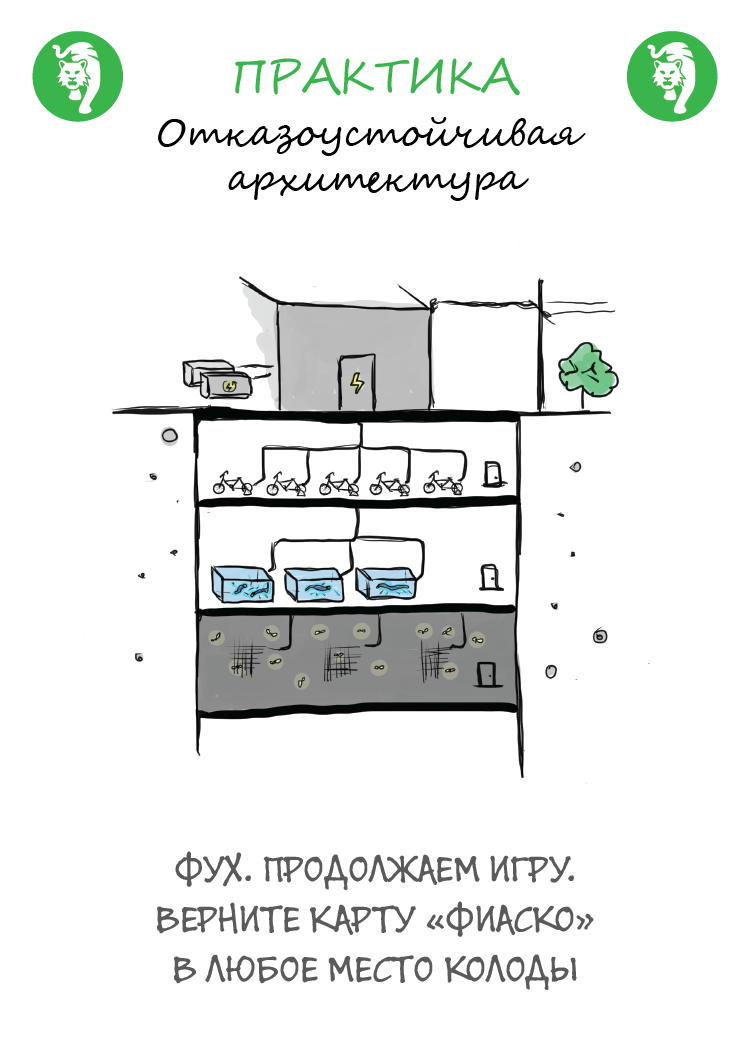 ПРАКТИКА
Отказоустойчивая
архитектура
ФУХ. ПРОДОЛЖАЕМ ИГРУ.
ВЕРНИТЕ КАРТУ «ФИАСКО»
В ЛЮБОЕ МЕСТО КОЛОДЫ